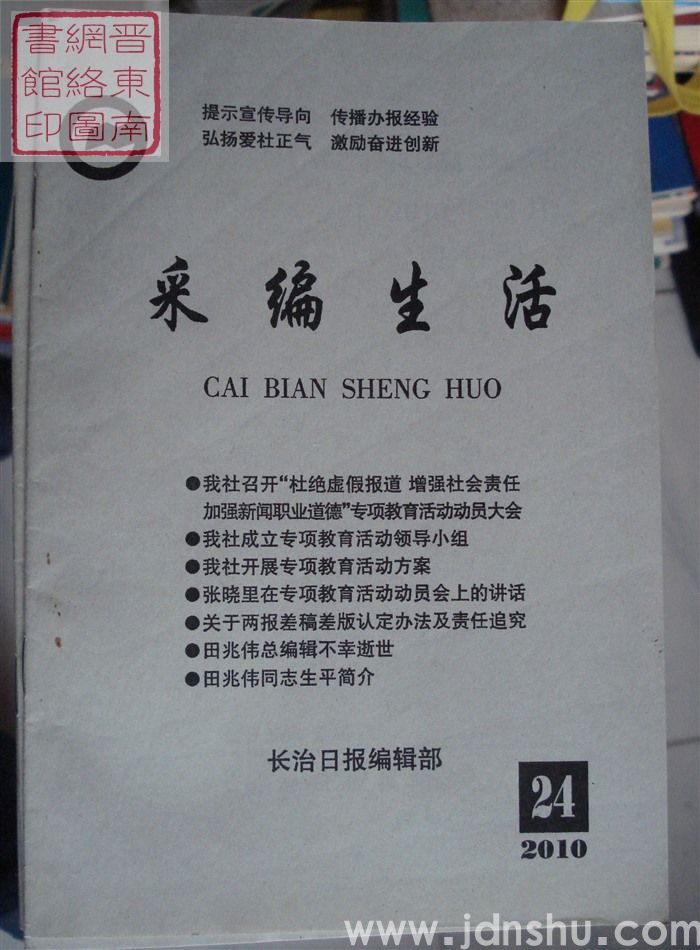 晋东南
網絡圖
書館印
提示宣传导向 传播办报经验
弘扬爱社正气 激励奋进创新
采编生活
CAI BIAN SHENG HUO
●我社召开“杜绝虚假报道 增强社会责任
加强新闻职业道德”专项教育活动动员大会
●我社成立专项教育活动领导小组
●我社开展专项教育活动方案
●张晓里在专项教育活动动员会上的讲话
●关于两报差稿差版认定办法及责任追究
●田兆伟总编辑不幸逝世
●田兆伟同志生平简介
长治日报编辑部
24
2010
www.jdnshu.com